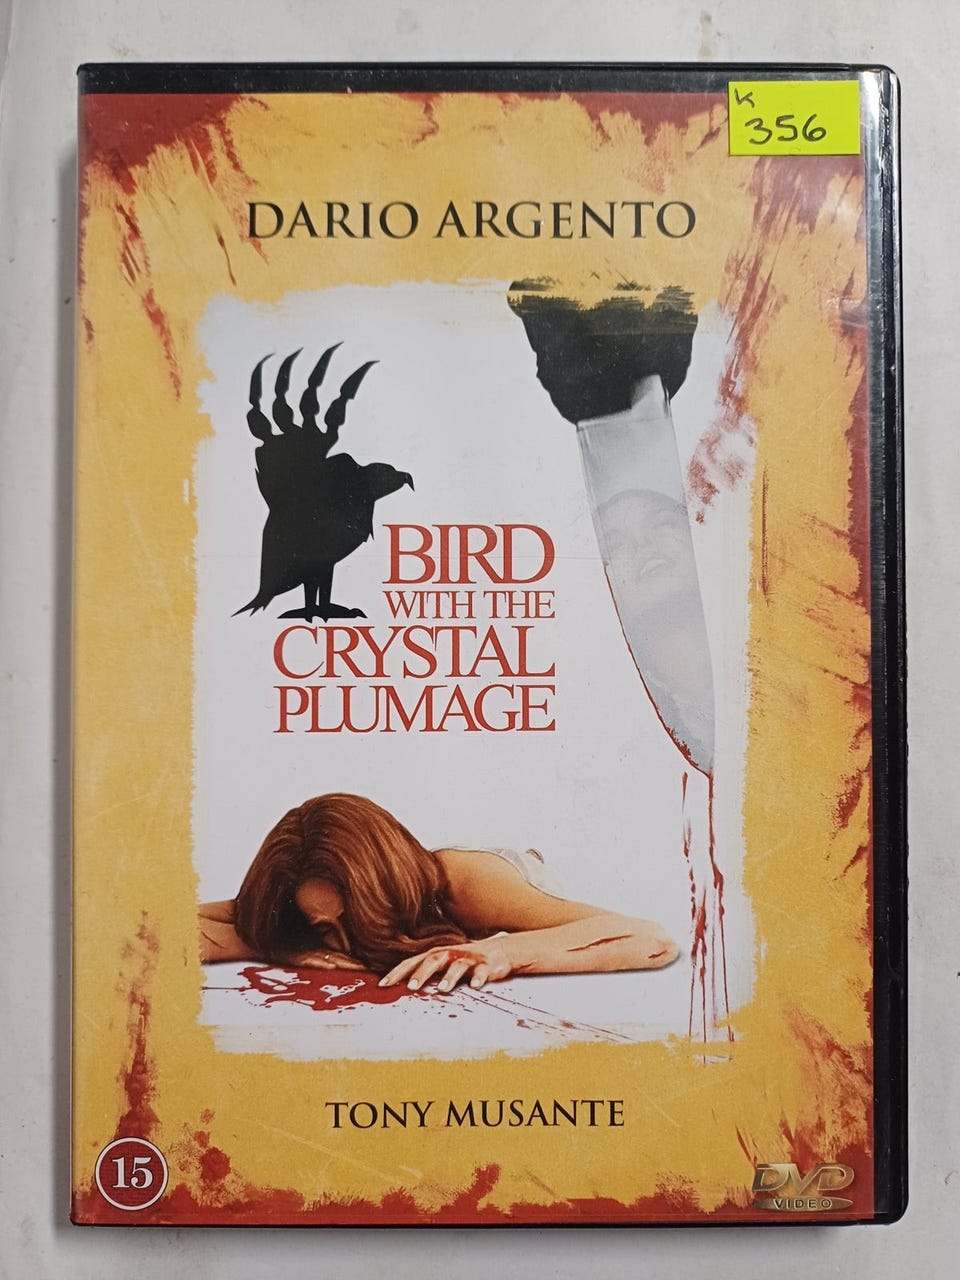 K
356
DARIO ARGENTO
BIRD
WITH THE
CRYSTAL
PLUMAGE
TONY MUSANTE
15
DVD
VIDEO